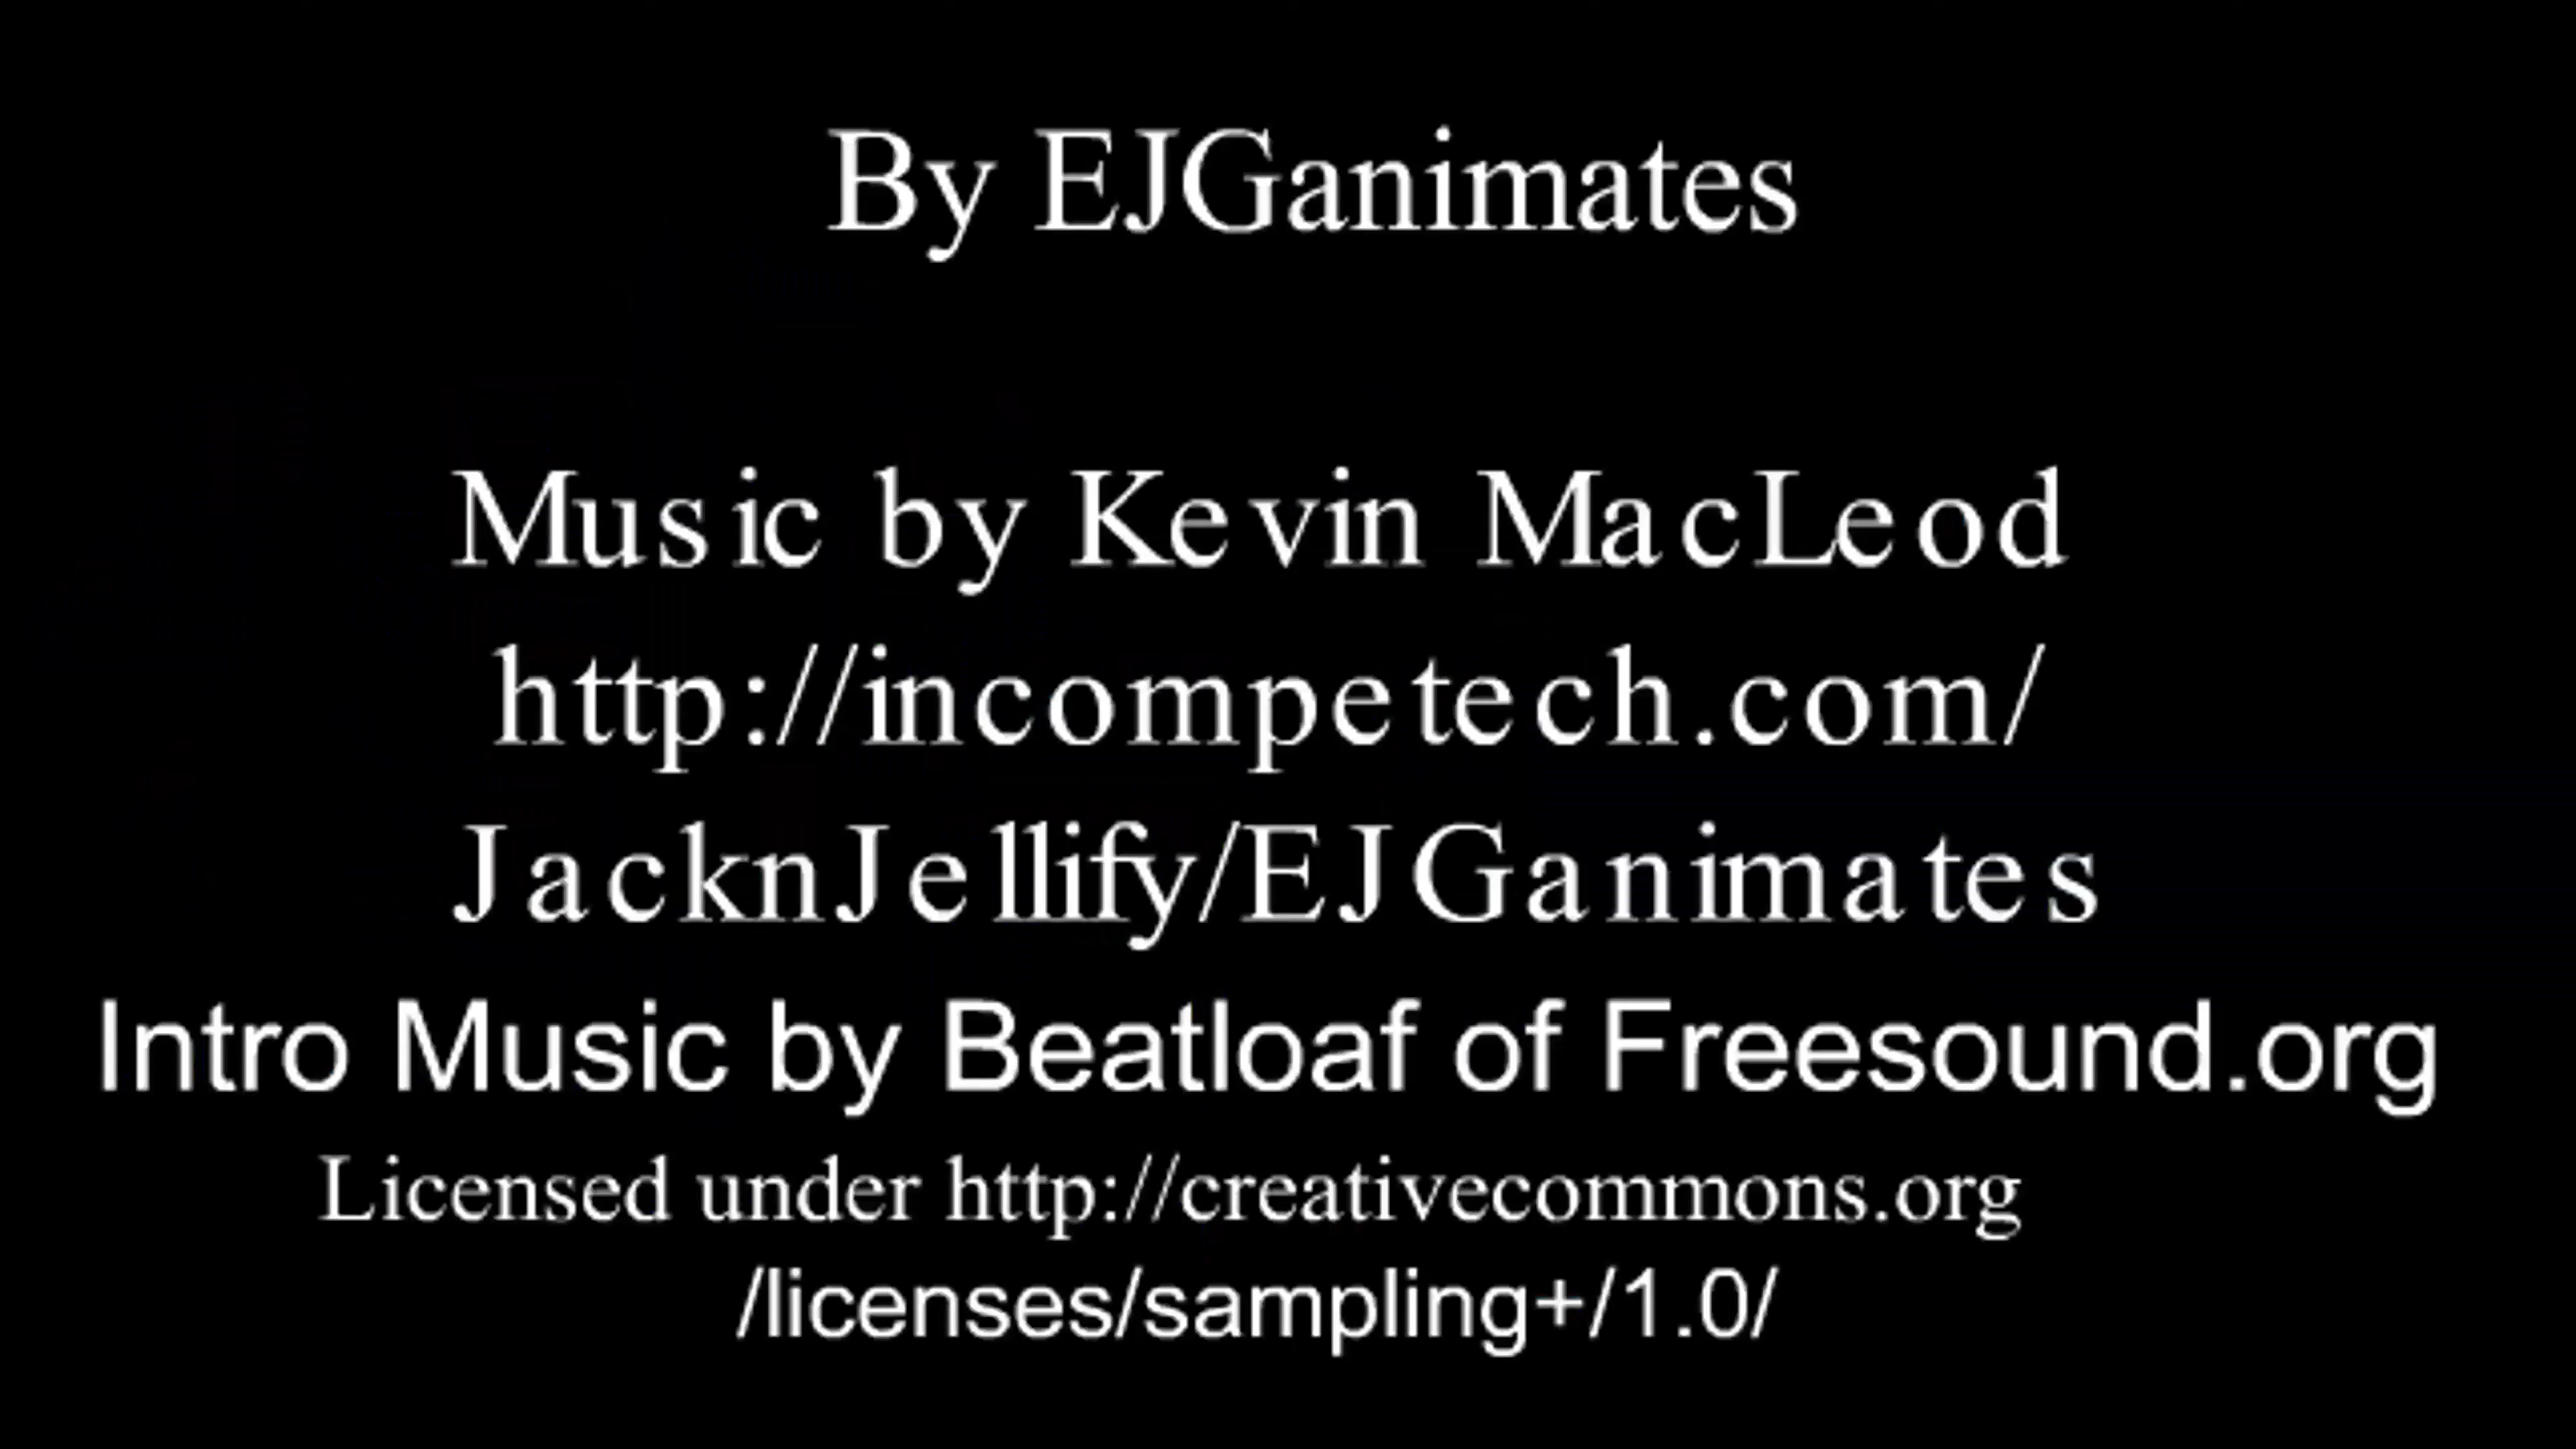 By EJGanimates
Music by Kevin MacLeod
http://incompetech.com/
JacknJellify/EJGanimates
Intro Music by Beatloaf of Freesound.org
Licensed under http://creativecommons.org
/licenses/sampling+/1.0/